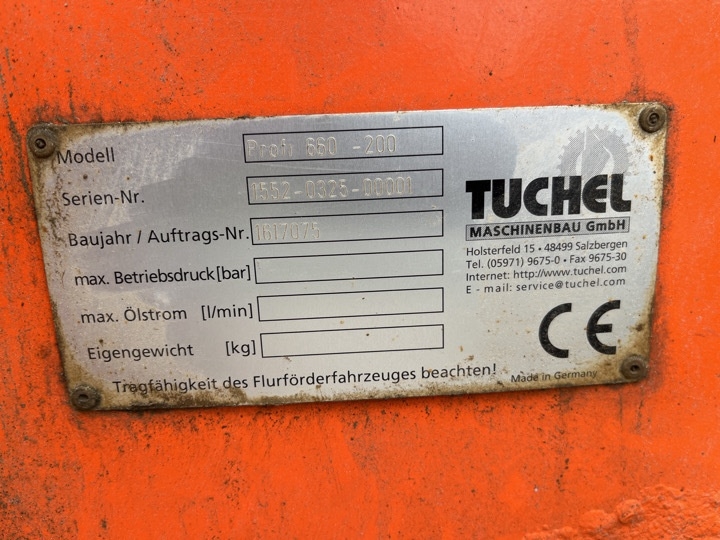 Modell Profi 660 -200
Serien-Nr. 1552-0325-00001
Baujahr / Auftrags-Nr. 1617075
max. Betriebsdruck [bar]
max. Ölstrom [l/min]
Eigengewicht [kg]
Tragfähigkeit des Flurförderfahrzeuges beachten!
TUCHEL
MASCHINENBAU GmbH
Holsterfeld 15 • 48499 Salzbergen
Tel. (05971) 9675-0 • Fax 9675-30
Internet: http://www.tuchel.com
E - mail: service@tuchel.com
CE
Made in Germany